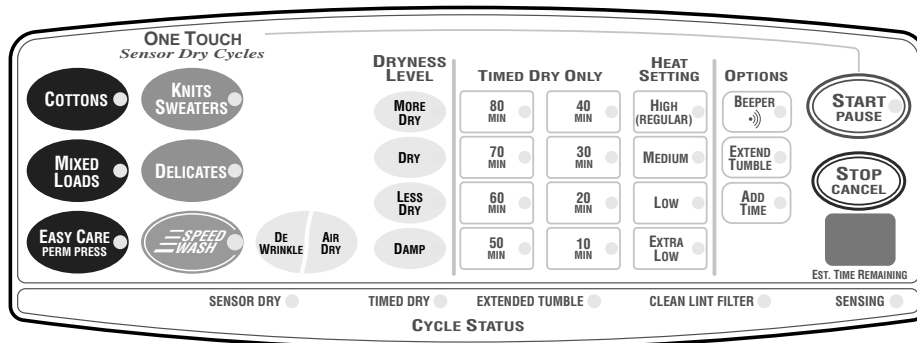 ONE TOUCH
Sensor Dry Cycles
COTTONS
KNITS
SWEATERS
MIXED
LOADS
DELICATES
EASY CARE
PERM PRESS
SPEED
WASH
DE
WRINKLE
AIR
DRY
DRYNESS
LEVEL
MORE
DRY
DRY
LESS
DRY
DAMP
TIMED DRY ONLY
80
MIN
40
MIN
70
MIN
30
MIN
60
MIN
20
MIN
50
MIN
10
MIN
HEAT
SETTING
HIGH
(REGULAR)
MEDIUM
LOW
EXTRA
LOW
OPTIONS
BEEPER
EXTEND
TUMBLE
ADD
TIME
START
PAUSE
STOP
CANCEL
EST. TIME REMAINING
SENSOR DRY TIMED DRY EXTENDED TUMBLE CLEAN LINT FILTER SENSING
CYCLE STATUS